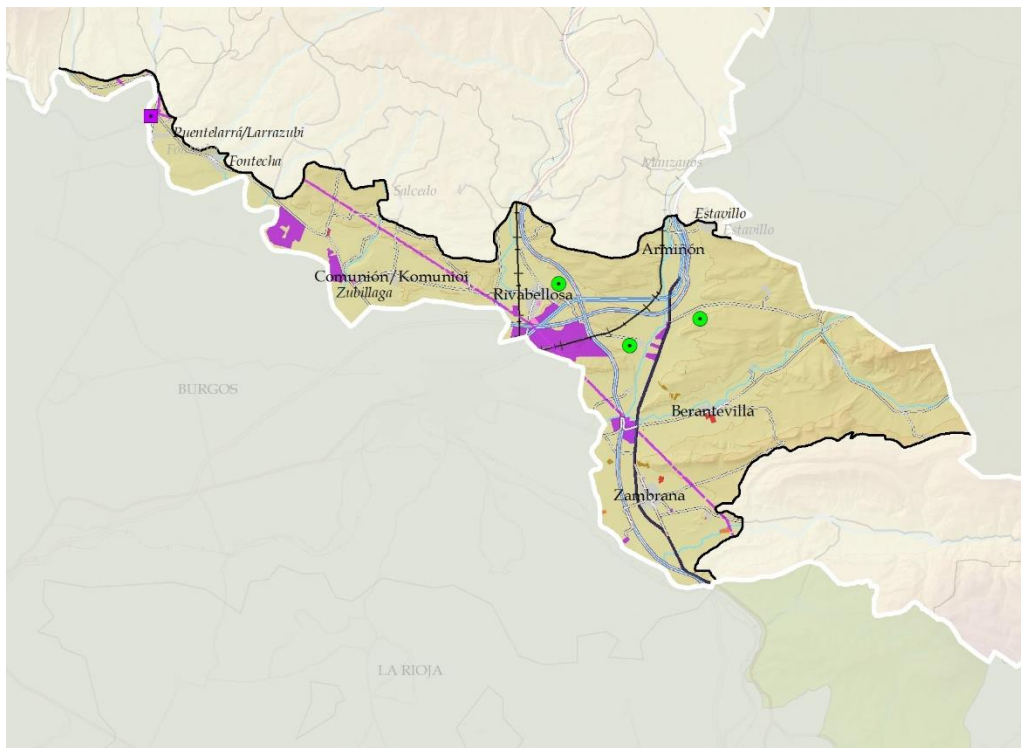 Puentelarrá/Larrazubi
Fontecha
Manzanos
Salcedo
Estavillo
Estavillo
Armiñón
Comunión/Komunioi
Zubillaga
Rivabellosa
BURGOS
Berantevilla
Zambrana
LA RIOJA